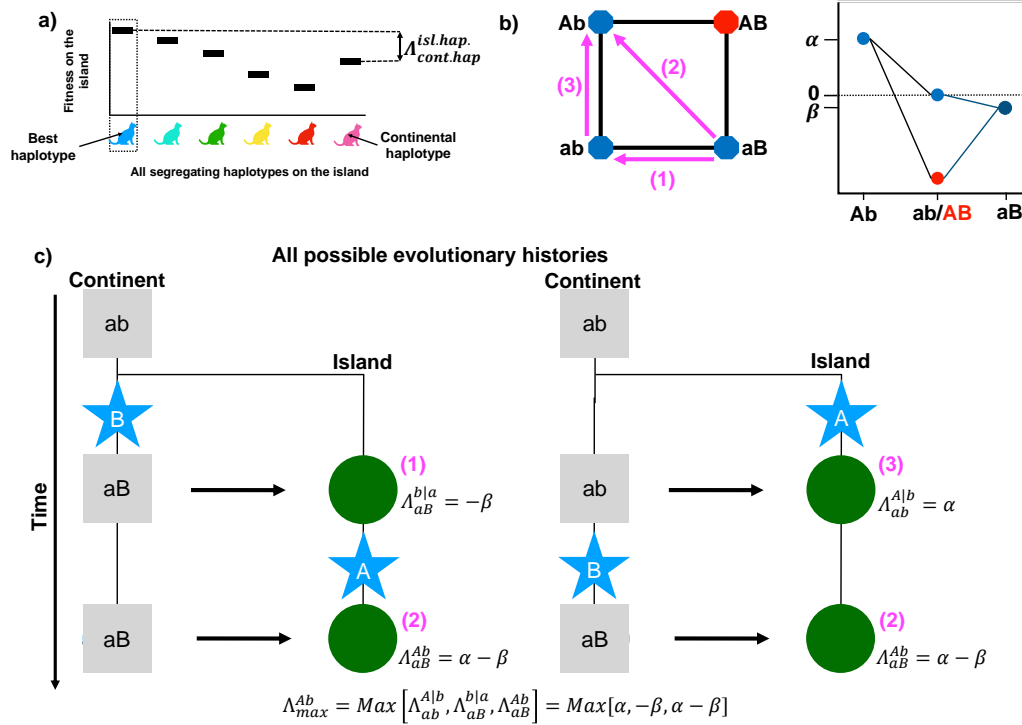 a)
Fitness on the
island
Λ^{isl.hap.}_{cont.hap}
Best
haplotype
Continental
haplotype
All segregating haplotypes on the island
b)
Ab
AB
(3)
(2)
ab
aB
(1)
α
0
β
Ab
ab/AB
aB
c)
All possible evolutionary histories
Continent
Continent
ab
ab
Island
Island
B
A
Time
aB
(1)
Λ^{b|a}_{aB} = −β
ab
(3)
Λ^{A|b}_{ab} = α
A
B
aB
(2)
Λ^{Ab}_{aB} = α − β
aB
(2)
Λ^{Ab}_{aB} = α − β
Λ^{Ab}_{max} = Max[Λ^{A|b}_{ab}, Λ^{b|a}_{aB}, Λ^{Ab}_{aB}] = Max[α, −β, α − β]